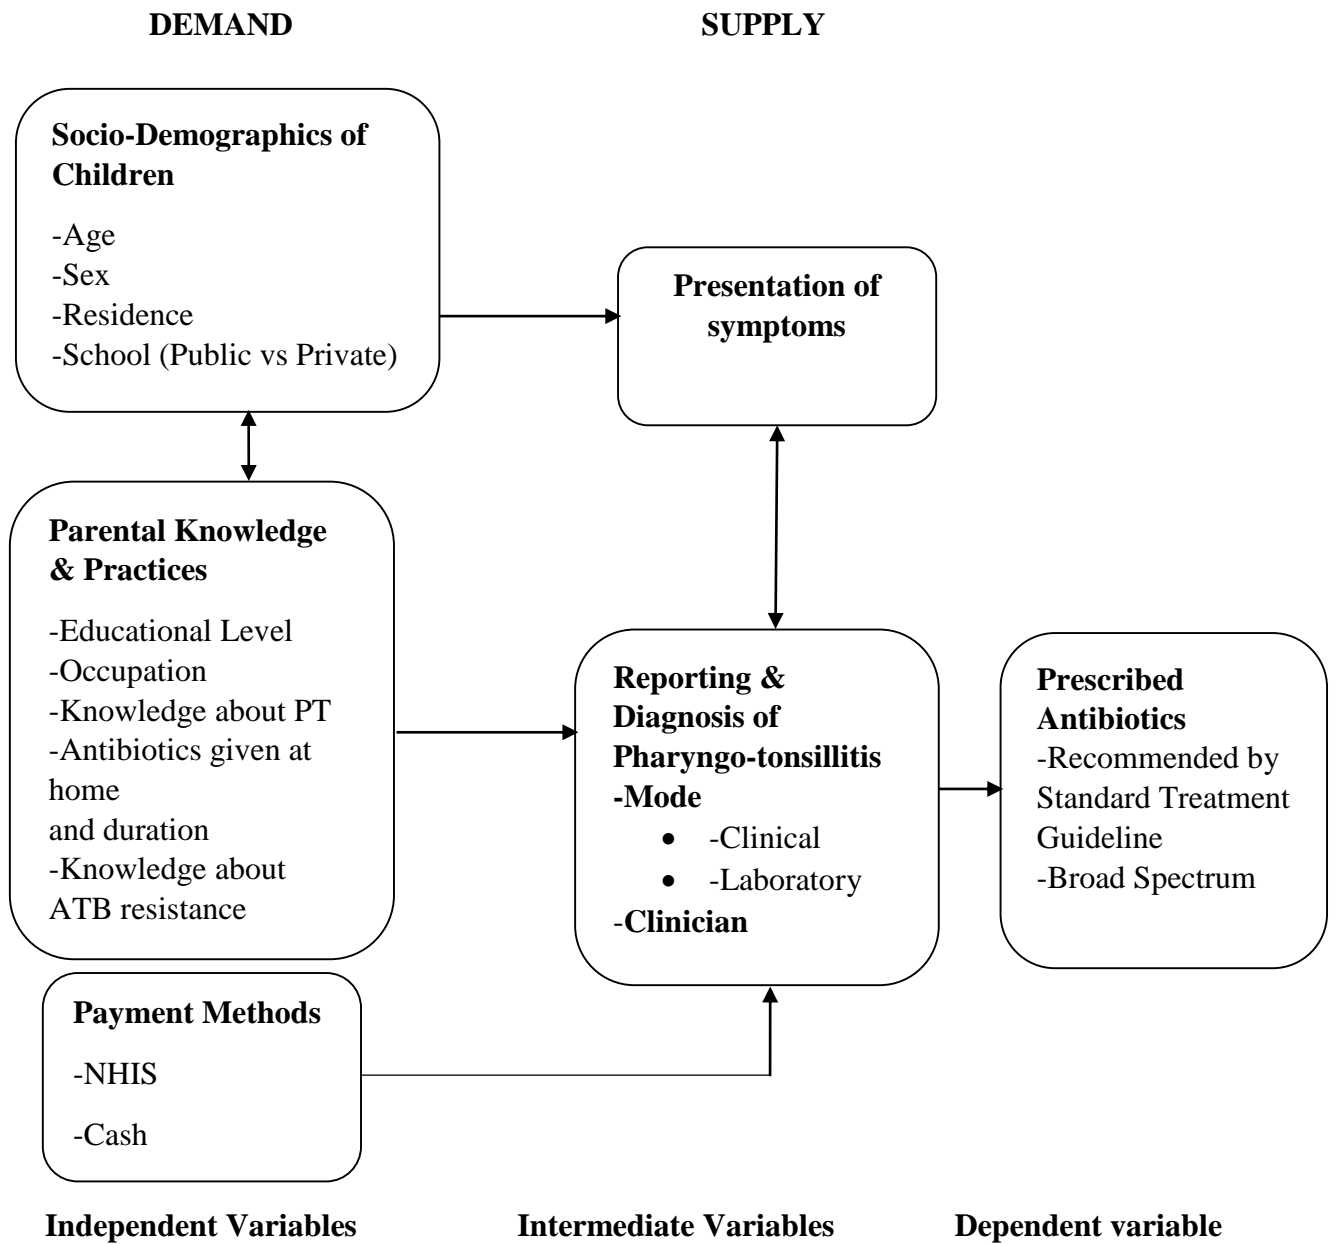 DEMAND
SUPPLY
Socio-Demographics of
Children
-Age
-Sex
-Residence
-School (Public vs Private)
Presentation of
symptoms
Parental Knowledge
& Practices
-Educational Level
-Occupation
-Knowledge about PT
-Antibiotics given at
home
and duration
-Knowledge about
ATB resistance
Reporting &
Diagnosis of
Pharyngo-tonsillitis
-Mode
• -Clinical
• -Laboratory
-Clinician
Prescribed
Antibiotics
-Recommended by
Standard Treatment
Guideline
-Broad Spectrum
Payment Methods
-NHIS
-Cash
Independent Variables
Intermediate Variables
Dependent variable